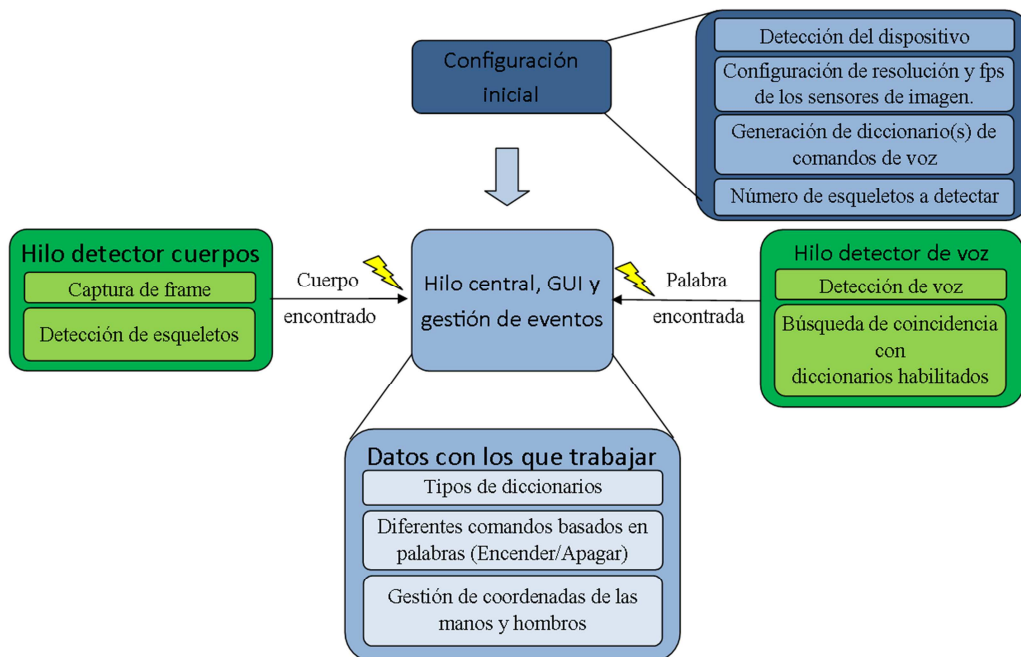 Configuración
inicial
Detección del dispositivo
Configuración de resolución y fps
de los sensores de imagen.
Generación de diccionario(s) de
comandos de voz
Número de esqueletos a detectar
Hilo detector cuerpos
Captura de frame
Detección de esqueletos
Cuerpo
encontrado
Hilo central, GUI y
gestión de eventos
Palabra
encontrada
Hilo detector de voz
Detección de voz
Búsqueda de coincidencia
con
diccionarios habilitados
Datos con los que trabajar
Tipos de diccionarios
Diferentes comandos basados en
palabras (Encender/Apagar)
Gestión de coordenadas de las
manos y hombros